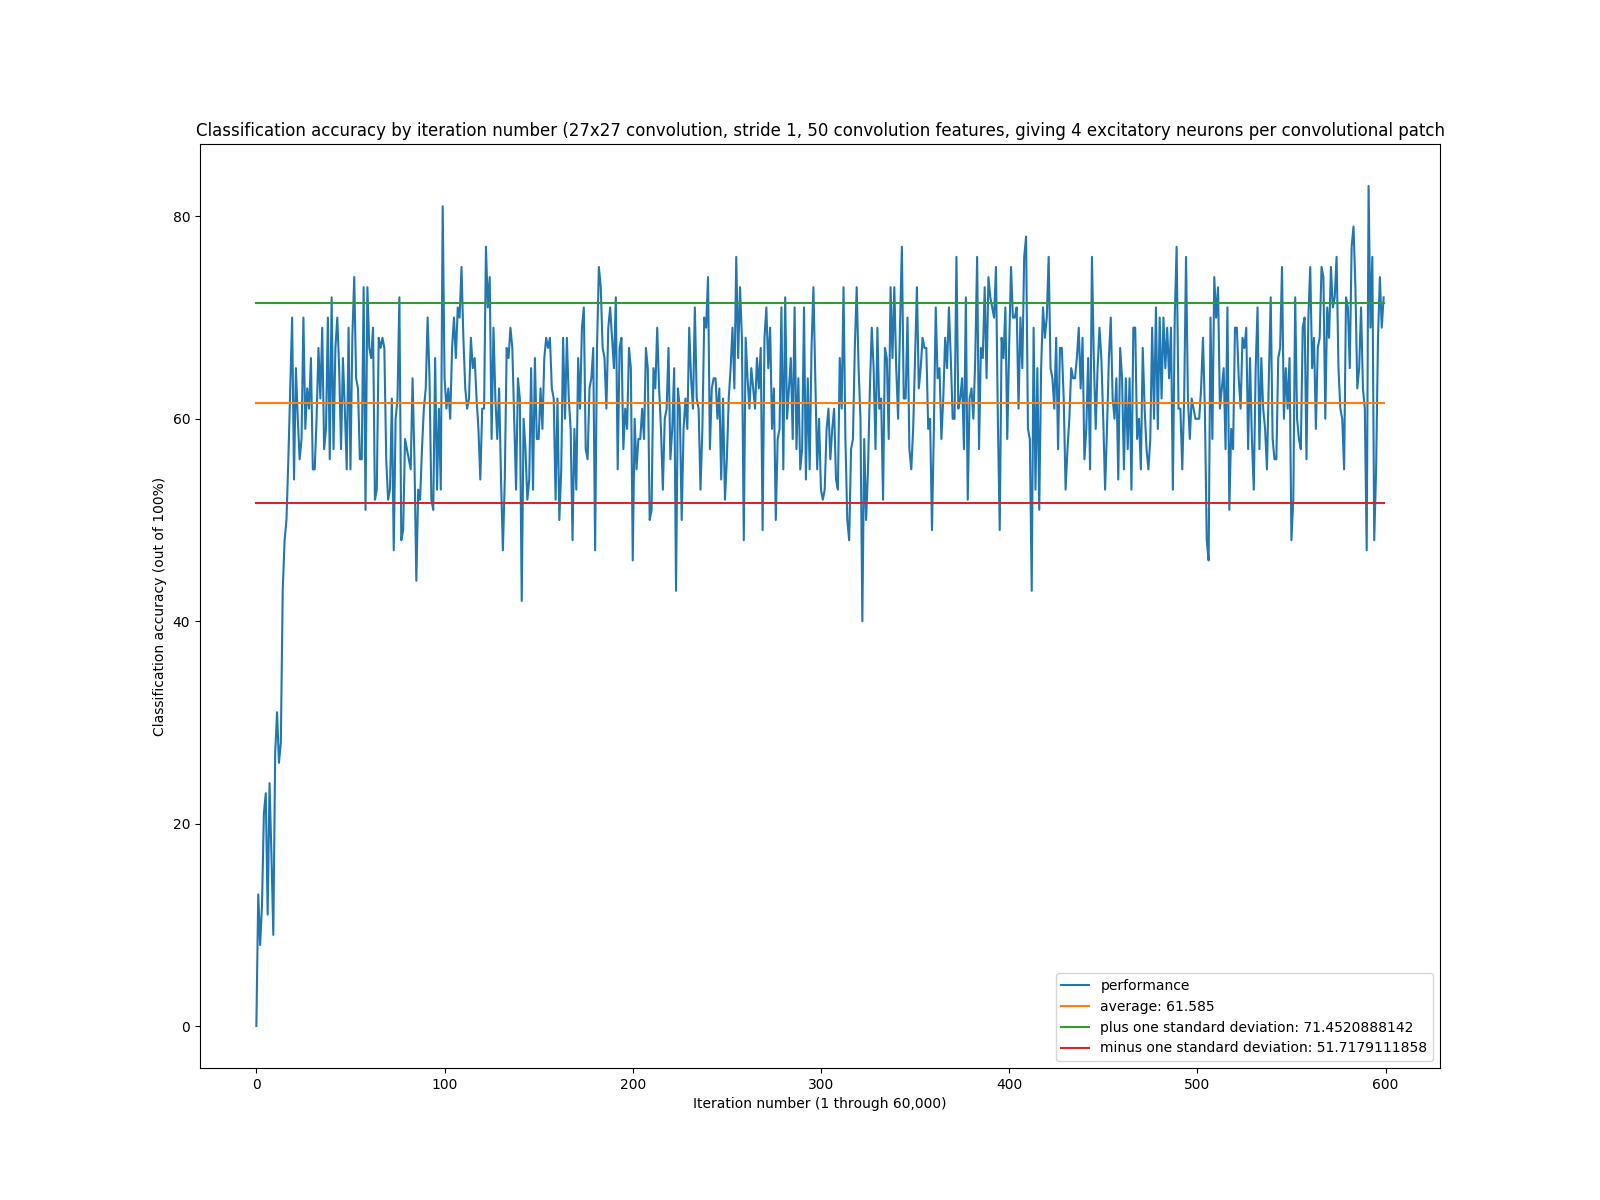 Classification accuracy by iteration number (27x27 convolution, stride 1, 50 convolution features, giving 4 excitatory neurons per convolutional patch
80
60
40
20
0
Classification accuracy (out of 100%)
performance
average: 61.585
plus one standard deviation: 71.4520888142
minus one standard deviation: 51.7179111858
0 100 200 300 400 500 600
Iteration number (1 through 60,000)